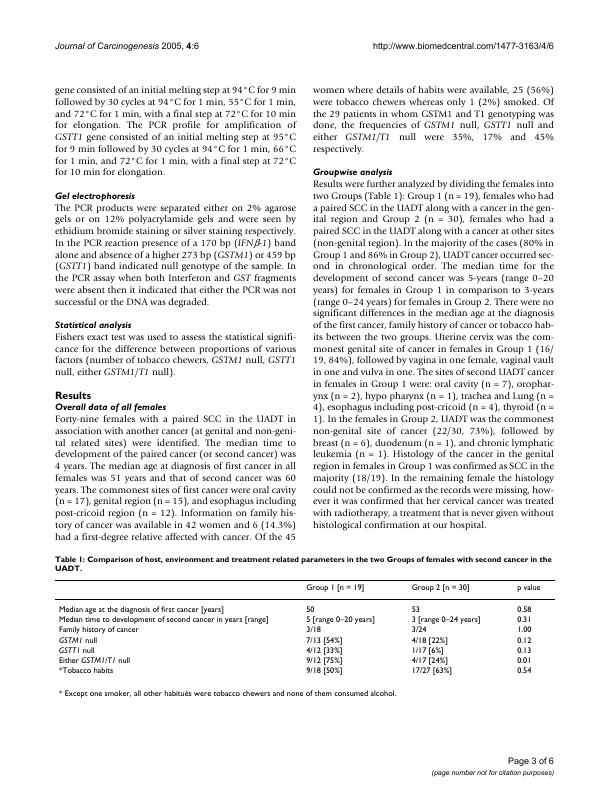 Journal of Carcinogenesis 2005, 4:6
http://www.biomedcentral.com/1477-3163/4/6
gene consisted of an initial melting step at 94°C for 9 min
followed by 30 cycles at 94°C for 1 min, 55°C for 1 min,
and 72°C for 1 min, with a final step at 72°C for 10 min
for elongation. The PCR profile for amplification of
GSTT1 gene consisted of an initial melting step at 95°C
for 9 min followed by 30 cycles at 94°C for 1 min, 66°C
for 1 min, and 72°C for 1 min, with a final step at 72°C
for 10 min for elongation.
Gel electrophoresis
The PCR products were separated either on 2% agarose
gels or on 12% polyacrylamide gels and were seen by
ethidium bromide staining or silver staining respectively.
In the PCR reaction presence of a 170 bp (IFNβ-1) band
alone and absence of a higher 273 bp (GSTM1) or 459 bp
(GSTT1) band indicated null genotype of the sample. In
the PCR assay when both Interferon and GST fragments
were absent then it indicated that either the PCR was not
successful or the DNA was degraded.
Statistical analysis
Fishers exact test was used to assess the statistical signifi-
cance for the difference between proportions of various
factors (number of tobacco chewers, GSTM1 null, GSTT1
null, either GSTM1/T1 null).
Results
Overall data of all females
Forty-nine females with a paired SCC in the UADT in
association with another cancer (at genital and non-geni-
tal related sites) were identified. The median time to
development of the paired cancer (or second cancer) was
4 years. The median age at diagnosis of first cancer in all
females was 51 years and that of second cancer was 60
years. The commonest sites of first cancer were oral cavity
(n = 17), genital region (n = 15), and esophagus including
post-cricoid region (n = 12). Information on family his-
tory of cancer was available in 42 women and 6 (14.3%)
had a first-degree relative affected with cancer. Of the 45
women where details of habits were available, 25 (56%)
were tobacco chewers whereas only 1 (2%) smoked. Of
the 29 patients in whom GSTM1 and T1 genotyping was
done, the frequencies of GSTM1 null, GSTT1 null and
either GSTM1/T1 null were 35%, 17% and 45%
respectively.
Groupwise analysis
Results were further analyzed by dividing the females into
two Groups (Table 1): Group 1 (n = 19), females who had
a paired SCC in the UADT along with a cancer in the gen-
ital region and Group 2 (n = 30), females who had a
paired SCC in the UADT along with a cancer at other sites
(non-genital region). In the majority of the cases (80% in
Group 1 and 86% in Group 2), UADT cancer occurred sec-
ond in chronological order. The median time for the
development of second cancer was 5-years (range 0–20
years) for females in Group 1 in comparison to 3-years
(range 0–24 years) for females in Group 2. There were no
significant differences in the median age at the diagnosis
of the first cancer, family history of cancer or tobacco hab-
its between the two groups. Uterine cervix was the com-
monest genital site of cancer in females in Group 1 (16/
19, 84%), followed by vagina in one female, vaginal vault
in one and vulva in one. The sites of second UADT cancer
in females in Group 1 were: oral cavity (n = 7), orophar-
ynx (n = 2), hypo pharynx (n = 1), trachea and Lung (n =
4), esophagus including post-cricoid (n = 4), thyroid (n =
1). In the females in Group 2, UADT was the commonest
non-genital site of cancer (22/30, 73%), followed by
breast (n = 6), duodenum (n = 1), and chronic lymphatic
leukemia (n = 1). Histology of the cancer in the genital
region in females in Group 1 was confirmed as SCC in the
majority (18/19). In the remaining female the histology
could not be confirmed as the records were missing, how-
ever it was confirmed that her cervical cancer was treated
with radiotherapy, a treatment that is never given without
histological confirmation at our hospital.
Table 1: Comparison of host, environment and treatment related parameters in the two Groups of females with second cancer in the
UADT.
Group 1 [n = 19] Group 2 [n = 30] p value
Median age at the diagnosis of first cancer [years] 50 53 0.58
Median time to development of second cancer in years [range] 5 [range 0–20 years] 3 [range 0–24 years] 0.31
Family history of cancer 3/18 3/24 1.00
GSTM1 null 7/13 [54%] 4/18 [22%] 0.12
GSTT1 null 4/12 [33%] 1/17 [6%] 0.13
Either GSTM1/T1 null 9/12 [75%] 4/17 [24%] 0.01
*Tobacco habits 9/18 [50%] 17/27 [63%] 0.54
* Except one smoker, all other habitués were tobacco chewers and none of them consumed alcohol.
Page 3 of 6
(page number not for citation purposes)